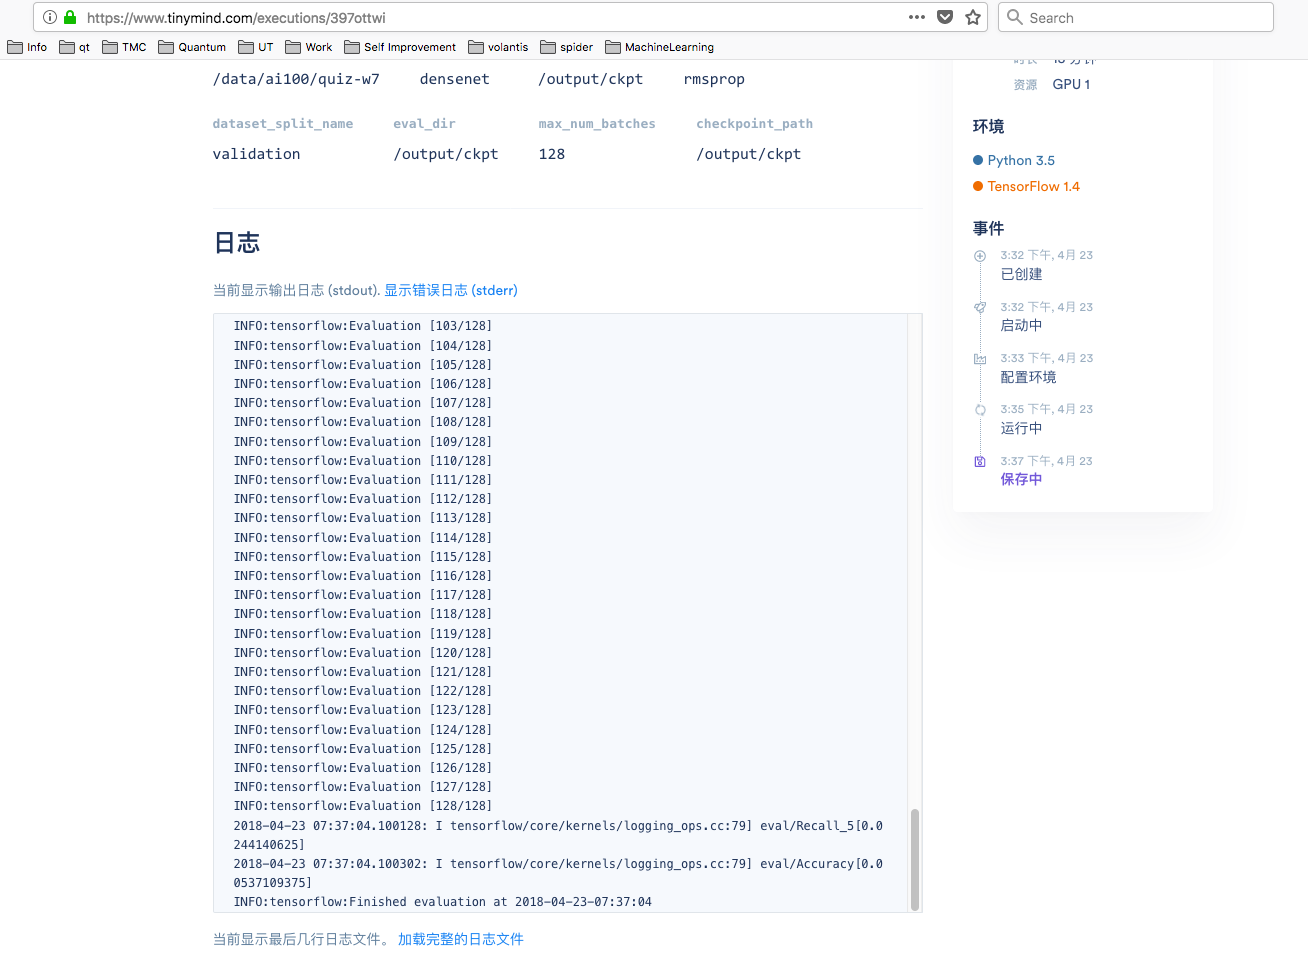 https://www.tinymind.com/executions/397ottwi
Search
Info qt TMC Quantum UT Work Self Improvement volantis spider MachineLearning
/data/ai100/quiz-w7 densenet /output/ckpt rmsprop
dataset_split_name eval_dir max_num_batches checkpoint_path
validation /output/ckpt 128 /output/ckpt
日志
当前显示输出日志 (stdout). 显示错误日志 (stderr)
INFO:tensorflow:Evaluation [103/128]
INFO:tensorflow:Evaluation [104/128]
INFO:tensorflow:Evaluation [105/128]
INFO:tensorflow:Evaluation [106/128]
INFO:tensorflow:Evaluation [107/128]
INFO:tensorflow:Evaluation [108/128]
INFO:tensorflow:Evaluation [109/128]
INFO:tensorflow:Evaluation [110/128]
INFO:tensorflow:Evaluation [111/128]
INFO:tensorflow:Evaluation [112/128]
INFO:tensorflow:Evaluation [113/128]
INFO:tensorflow:Evaluation [114/128]
INFO:tensorflow:Evaluation [115/128]
INFO:tensorflow:Evaluation [116/128]
INFO:tensorflow:Evaluation [117/128]
INFO:tensorflow:Evaluation [118/128]
INFO:tensorflow:Evaluation [119/128]
INFO:tensorflow:Evaluation [120/128]
INFO:tensorflow:Evaluation [121/128]
INFO:tensorflow:Evaluation [122/128]
INFO:tensorflow:Evaluation [123/128]
INFO:tensorflow:Evaluation [124/128]
INFO:tensorflow:Evaluation [125/128]
INFO:tensorflow:Evaluation [126/128]
INFO:tensorflow:Evaluation [127/128]
INFO:tensorflow:Evaluation [128/128]
2018-04-23 07:37:04.100128: I tensorflow/core/kernels/logging_ops.cc:79] eval/Recall_5[0.0
244140625]
2018-04-23 07:37:04.100302: I tensorflow/core/kernels/logging_ops.cc:79] eval/Accuracy[0.0
0537109375]
INFO:tensorflow:Finished evaluation at 2018-04-23-07:37:04
当前显示最后几行日志文件。 加载完整的日志文件
资源 GPU 1
环境
Python 3.5
TensorFlow 1.4
事件
3:32 下午, 4月 23
已创建
3:32 下午, 4月 23
启动中
3:33 下午, 4月 23
配置环境
3:35 下午, 4月 23
运行中
3:37 下午, 4月 23
保存中